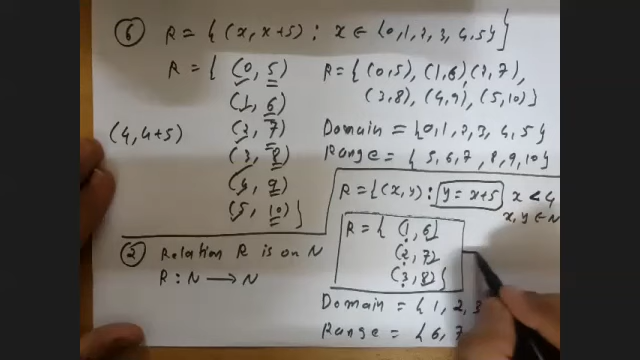 6 R = { (x, x+5) : x ∈ {0,1,2,3,4,5} }
R = { (0, 5)
(1, 6)
(2, 7)
(3, 8)
(4, 9)
(5, 10) }
(4, 4+5)
R = { (0,5), (1,6) (2,7),
(3,8), (4,9), (5,10) }
Domain = {0,1,2,3,4,5}
Range = { 5,6,7,8,9,10 }
2 Relation R is on N
R : N → N
R = {(x,y) : y = x+5 x < 4
x, y ∈ N
R = { (1, 6)
(2, 7)
(3, 8) }
Domain = { 1, 2, 3
Range = { 6, 7